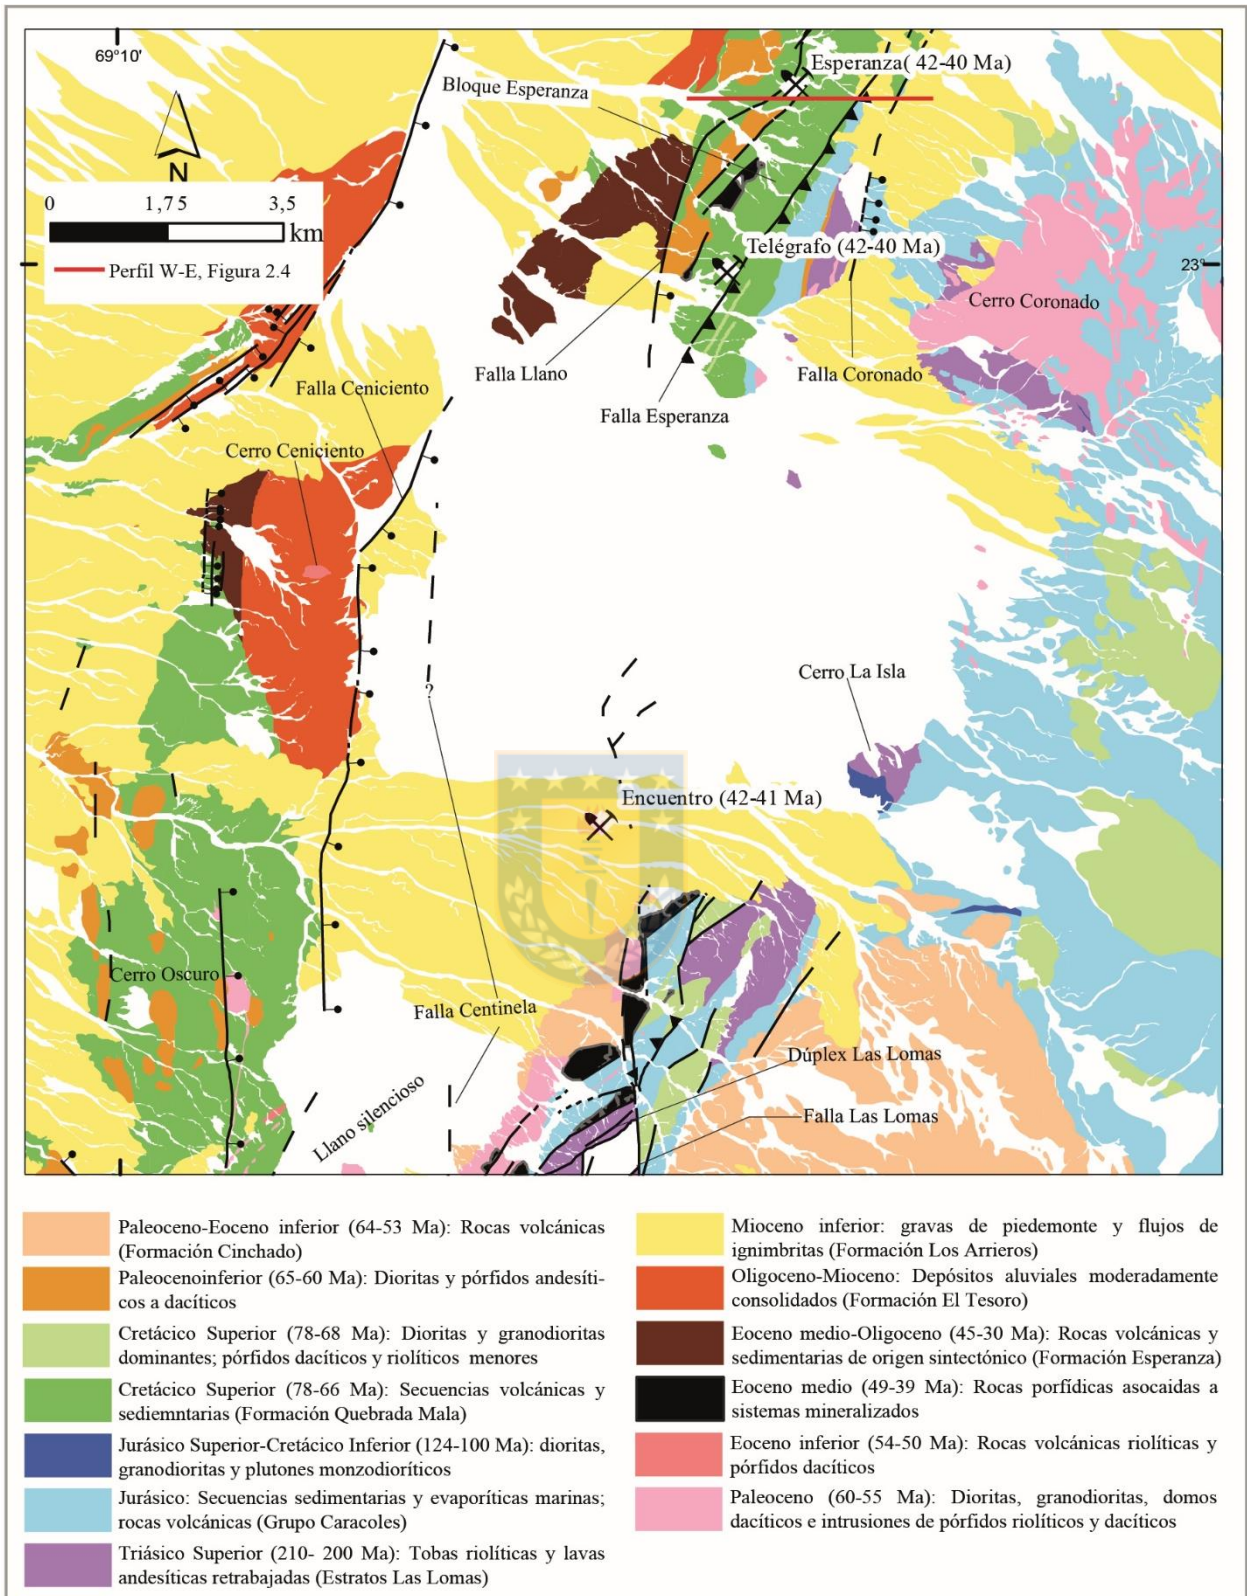 69°10'
Esperanza( 42-40 Ma)
Bloque Esperanza
N
0 1,75 3,5
km
Perfil W-E, Figura 2.4
Telégrafo (42-40 Ma)
23°
Cerro Coronado
Falla Llano
Falla Coronado
Falla Ceniciento
Falla Esperanza
Cerro Ceniciento
Cerro La Isla
?
Encuentro (42-41 Ma)
Cerro Oscuro
Falla Centinela
Dúplex Las Lomas
Llano silencioso
Falla Las Lomas
Paleoceno-Eoceno inferior (64-53 Ma): Rocas volcánicas
(Formación Cinchado)
Paleocenoinferior (65-60 Ma): Dioritas y pórfidos andesíti-
cos a dacíticos
Cretácico Superior (78-68 Ma): Dioritas y granodioritas
dominantes; pórfidos dacíticos y riolíticos menores
Cretácico Superior (78-66 Ma): Secuencias volcánicas y
sediemntarias (Formación Quebrada Mala)
Jurásico Superior-Cretácico Inferior (124-100 Ma): dioritas,
granodioritas y plutones monzodioríticos
Jurásico: Secuencias sedimentarias y evaporíticas marinas;
rocas volcánicas (Grupo Caracoles)
Triásico Superior (210- 200 Ma): Tobas riolíticas y lavas
andesíticas retrabajadas (Estratos Las Lomas)
Mioceno inferior: gravas de piedemonte y flujos de
ignimbritas (Formación Los Arrieros)
Oligoceno-Mioceno: Depósitos aluviales moderadamente
consolidados (Formación El Tesoro)
Eoceno medio-Oligoceno (45-30 Ma): Rocas volcánicas y
sedimentarias de origen sintectónico (Formación Esperanza)
Eoceno medio (49-39 Ma): Rocas porfídicas asocaidas a
sistemas mineralizados
Eoceno inferior (54-50 Ma): Rocas volcánicas riolíticas y
pórfidos dacíticos
Paleoceno (60-55 Ma): Dioritas, granodioritas, domos
dacíticos e intrusiones de pórfidos riolíticos y dacíticos